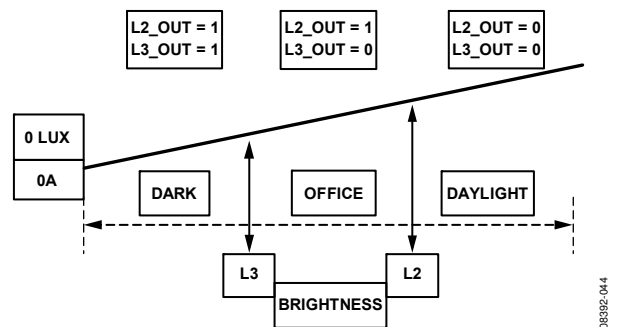 L2_OUT = 1
L3_OUT = 1
L2_OUT = 1
L3_OUT = 0
L2_OUT = 0
L3_OUT = 0
0 LUX
0A
DARK
OFFICE
DAYLIGHT
L3
L2
BRIGHTNESS
08392-044